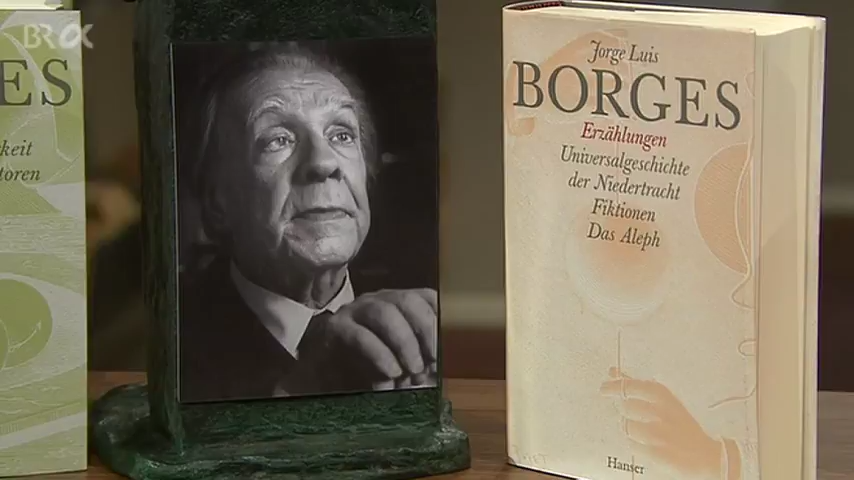 BR
ES
keit
toren
Jorge Luis
BORGES
Erzählungen
Universalgeschichte
der Niedertracht
Fiktionen
Das Aleph
Hanser